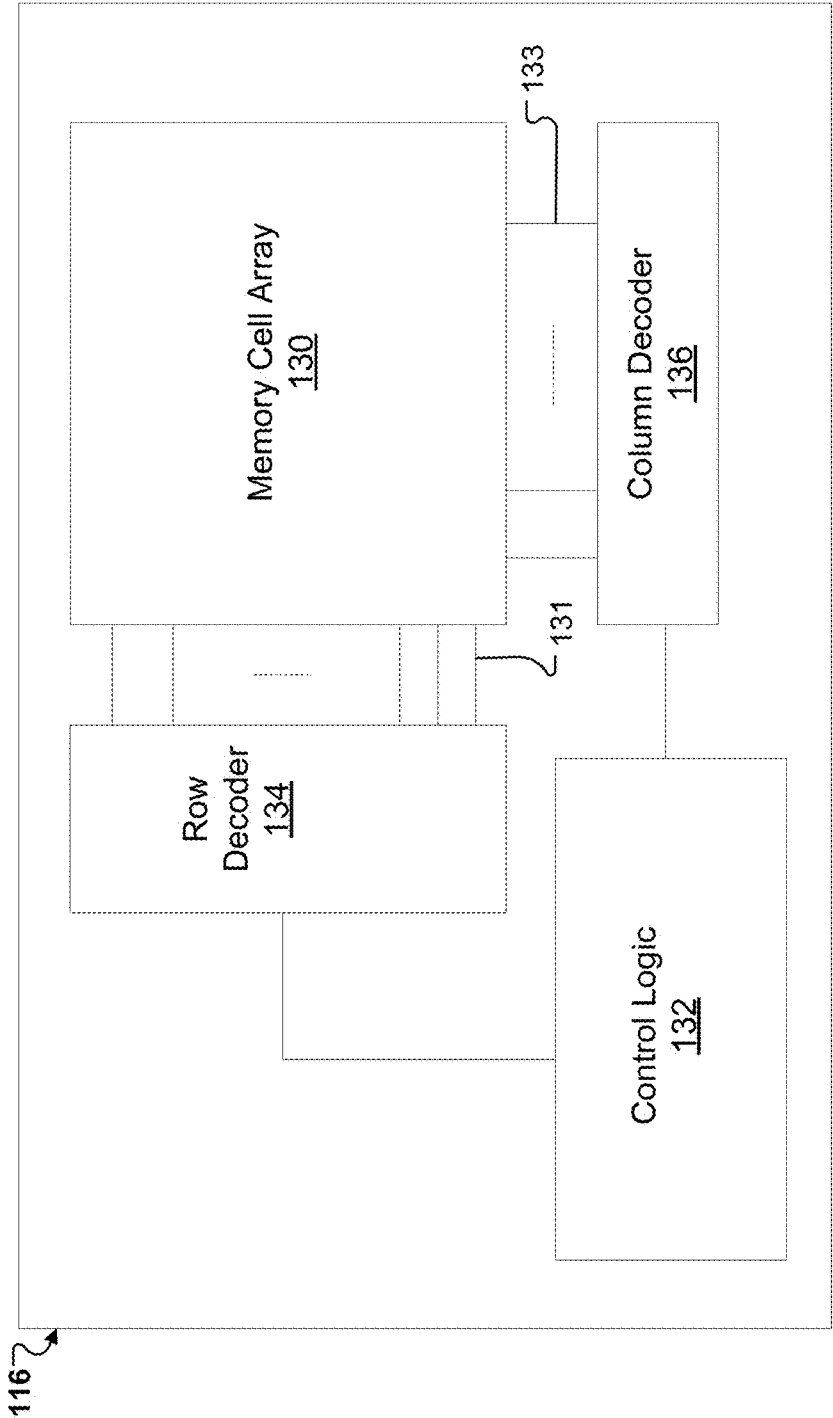 116
Row
Decoder
134
Memory Cell Array
130
131
133
Control Logic
132
Column Decoder
136